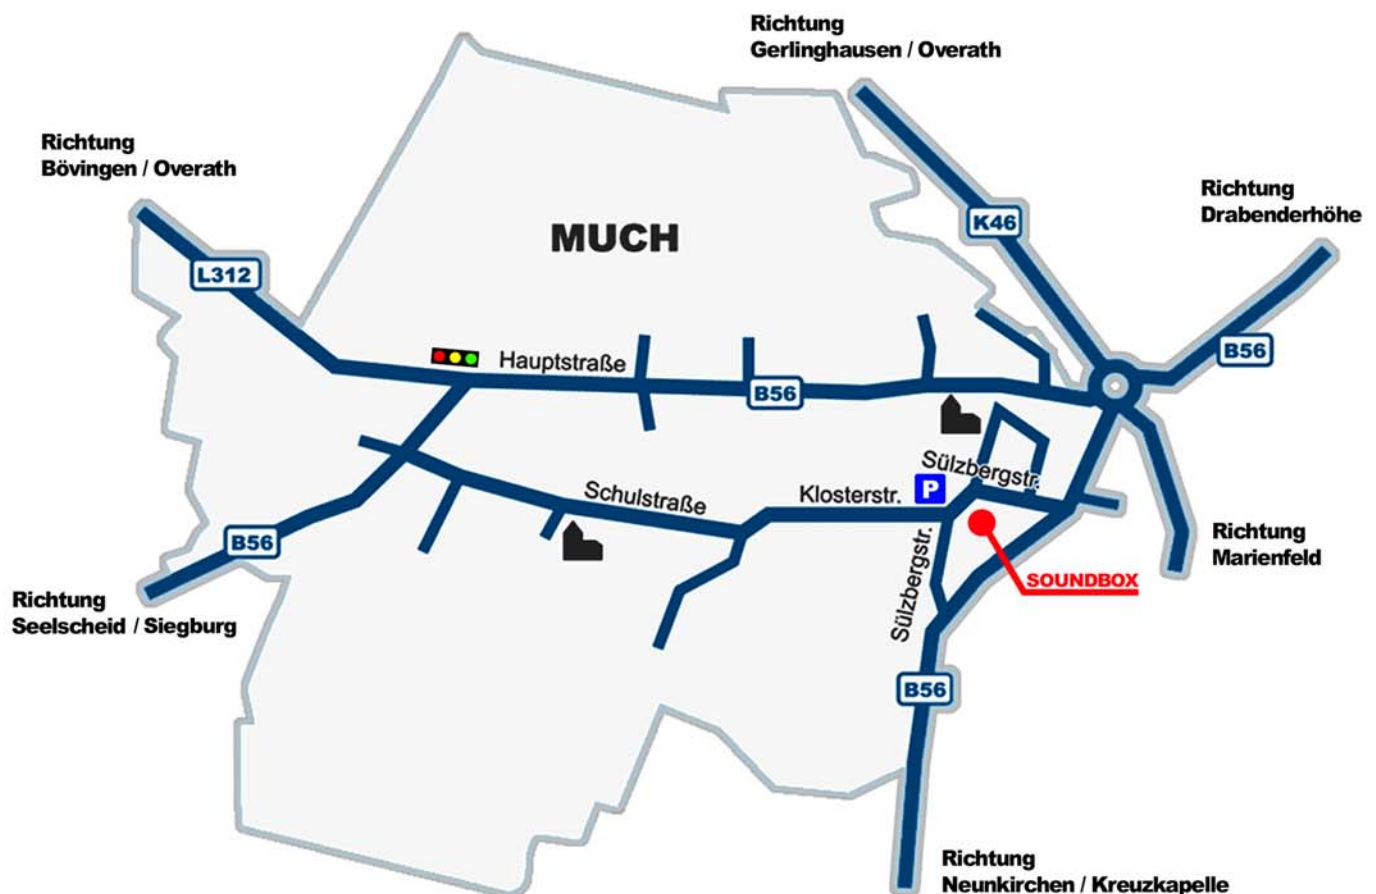 Richtung
Gerlinghausen / Overath
Richtung
Bövingen / Overath
Richtung
Drabenderhöhe
K46
MUCH
L312
Hauptstraße
B56
B56
Sülzbergstr.
P
Klosterstr.
Schulstraße
B56
Sülzbergstr.
Richtung
Marienfeld
SOUNDBOX
Richtung
Seelscheid / Siegburg
B56
Richtung
Neunkirchen / Kreuzkapelle